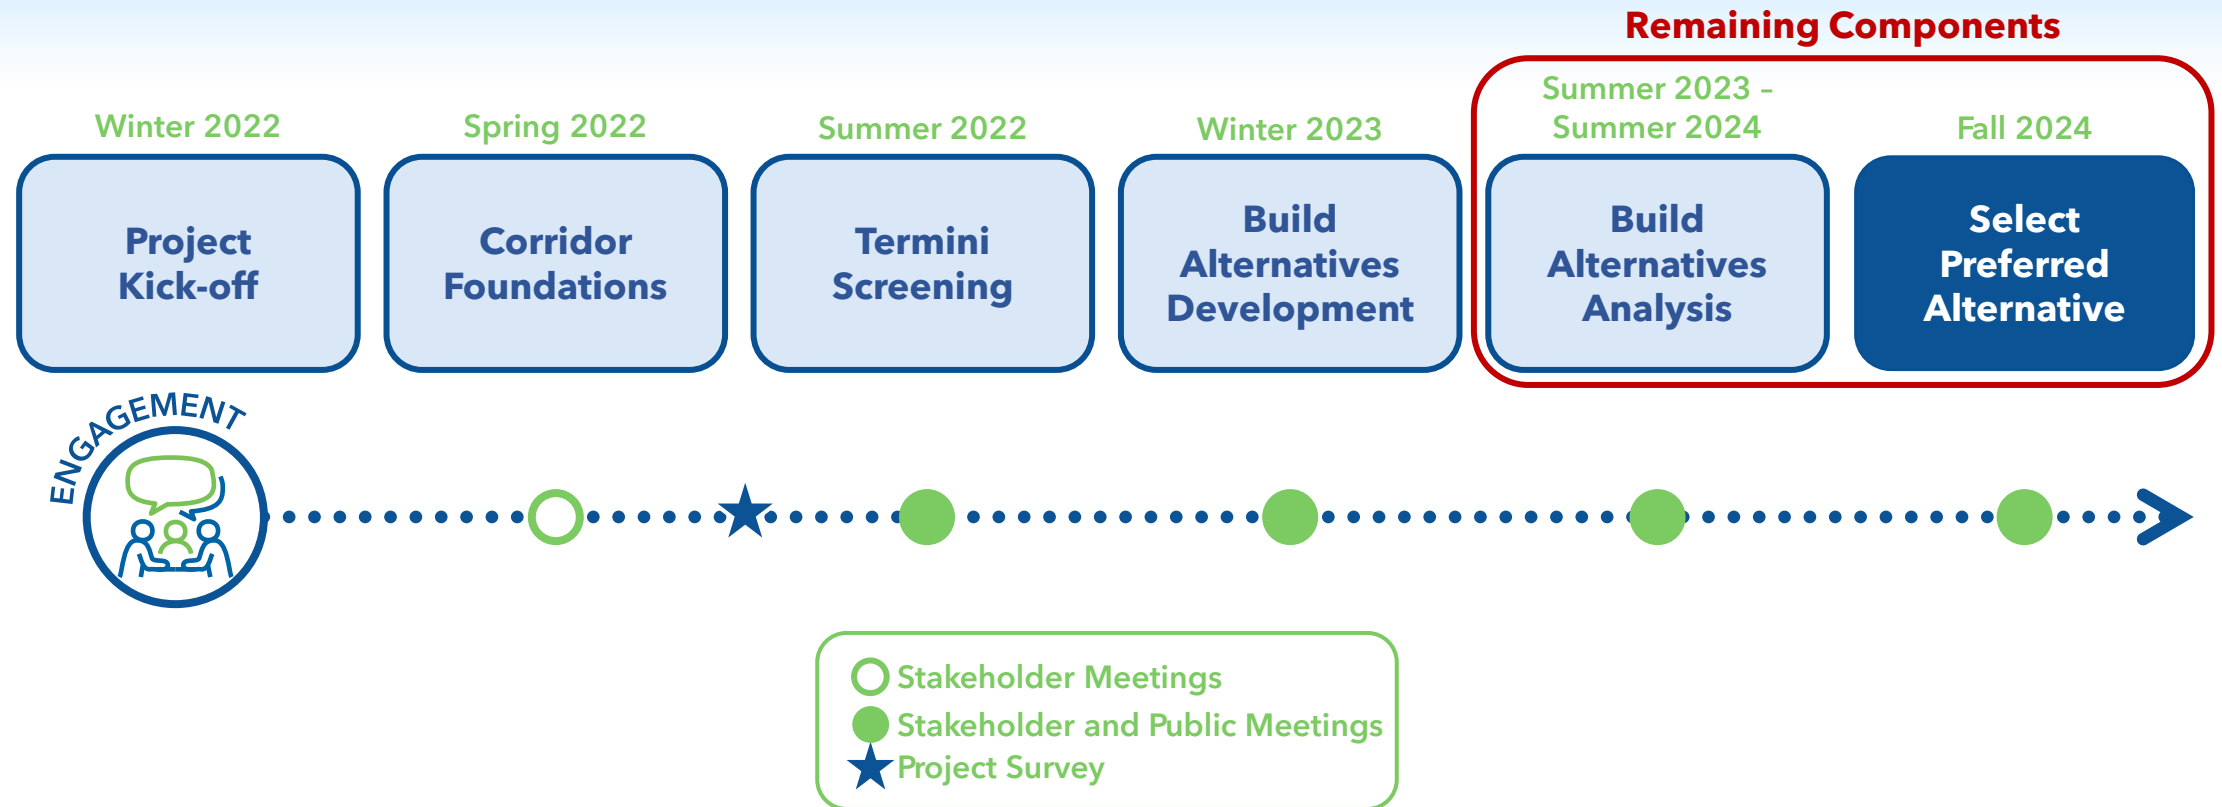 Remaining Components
Winter 2022
Spring 2022
Summer 2022
Winter 2023
Summer 2023 –
Summer 2024
Fall 2024
Project
Kick-off
Corridor
Foundations
Termini
Screening
Build
Alternatives
Development
Build
Alternatives
Analysis
Select
Preferred
Alternative
ENGAGEMENT
Stakeholder Meetings
Stakeholder and Public Meetings
Project Survey